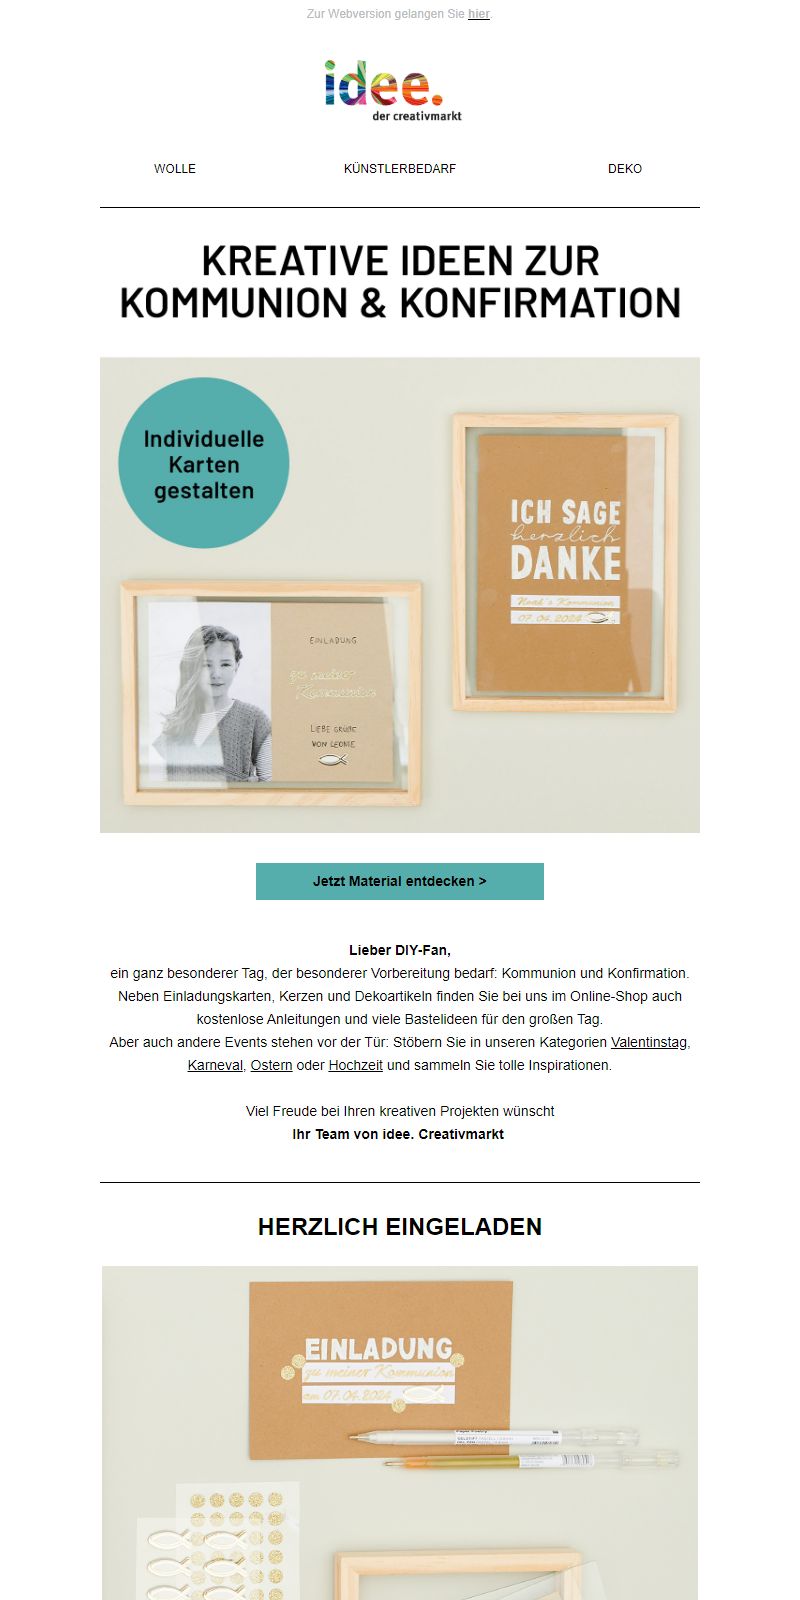 Zur Webversion gelangen Sie hier.
idee.
der creativmarkt
WOLLE
KÜNSTLERBEDARF
DEKO
KREATIVE IDEEN ZUR
KOMMUNION & KONFIRMATION
Individuelle
Karten
gestalten
ICH SAGE
herzlich
DANKE
Noah's Kommunion
07.04.2024
EINLADUNG
zu meiner
Kommunion
LIEBE GRÜßE
VON LEONIE
Jetzt Material entdecken >
Lieber DIY-Fan,
ein ganz besonderer Tag, der besonderer Vorbereitung bedarf: Kommunion und Konfirmation.
Neben Einladungskarten, Kerzen und Dekoartikeln finden Sie bei uns im Online-Shop auch
kostenlose Anleitungen und viele Bastelideen für den großen Tag.
Aber auch andere Events stehen vor der Tür: Stöbern Sie in unseren Kategorien Valentinstag,
Karneval, Ostern oder Hochzeit und sammeln Sie tolle Inspirationen.
Viel Freude bei Ihren kreativen Projekten wünscht
Ihr Team von idee. Creativmarkt
HERZLICH EINGELADEN
EINLADUNG
zu meiner Kommunion
am 07.04.2024